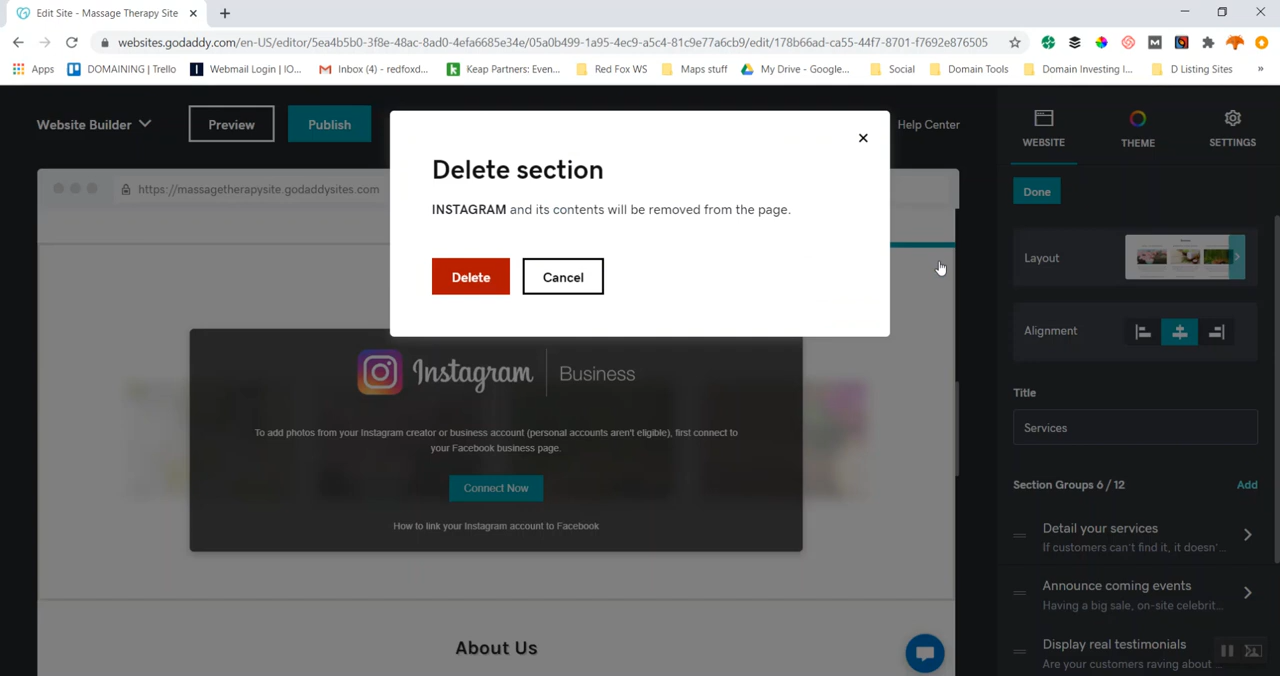 Edit Site - Massage Therapy Site
websites.godaddy.com/en-US/editor/5ea4b5b0-3f8e-48ac-8ad0-4efa6685e34e/05a0b499-1a95-4ec9-a5c4-81c9e77a6cb9/edit/178b66ad-ca55-44f7-8701-f7692e876505
Apps DOMAINING | Trello Webmail Login | IO... Inbox (4) - redfoxd... Keap Partners: Even... Red Fox WS Maps stuff My Drive - Google... Social Domain Tools Domain Investing I... D Listing Sites »
Website Builder Preview Publish Help Center
WEBSITE THEME SETTINGS
https://massagetherapysite.godaddysites.com
Delete section
INSTAGRAM and its contents will be removed from the page.
Delete Cancel
Done
Layout
Alignment
Title
Services
Section Groups 6 / 12 Add
Detail your services
If customers can't find it, it doesn'...
Announce coming events
Having a big sale, on-site celebrit...
Display real testimonials
Are your customers raving about ...
Instagram Business
To add photos from your Instagram creator or business account (personal accounts aren't eligible), first connect to
your Facebook business page.
Connect Now
How to link your Instagram account to Facebook
About Us